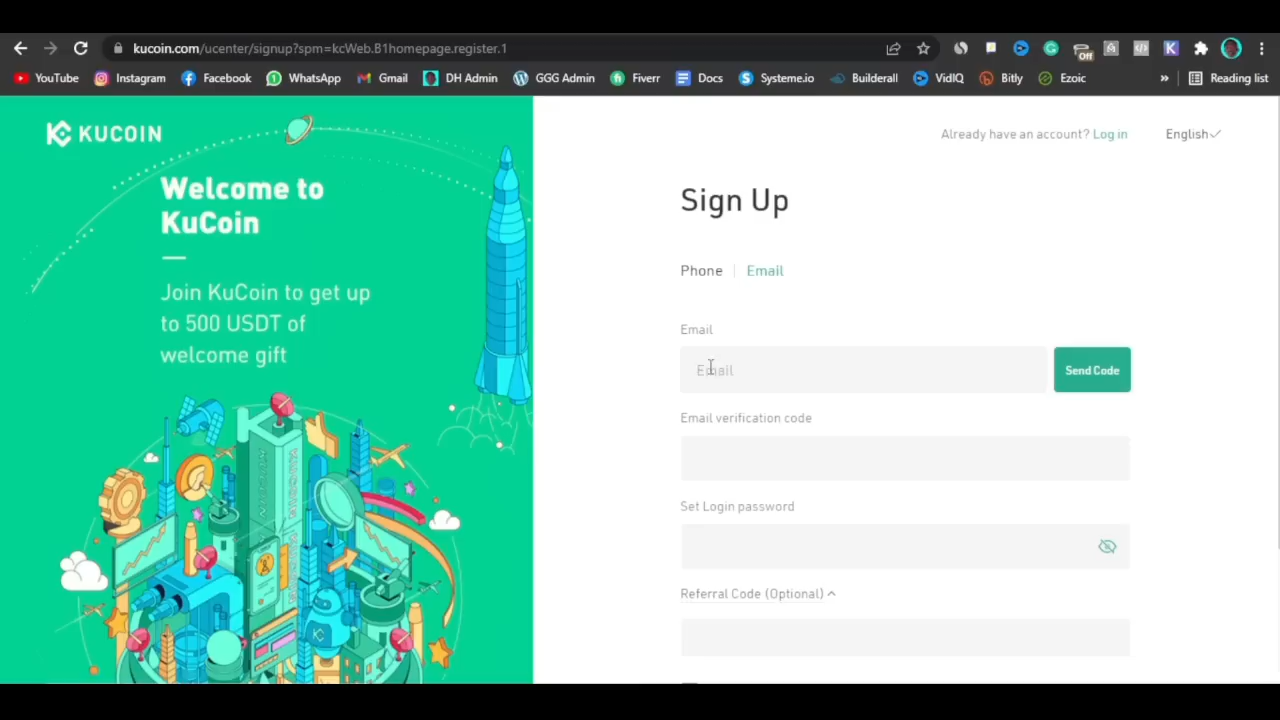 kucoin.com/ucenter/signup?spm=kcWeb.B1homepage.register.1
YouTube Instagram Facebook WhatsApp Gmail DH Admin GGG Admin Fiverr Docs Systeme.io Builderall VidIQ Bitly Ezoic » Reading list
Off
KUCOIN
Welcome to
KuCoin
Join KuCoin to get up
to 500 USDT of
welcome gift
Already have an account? Log in English
Sign Up
Phone | Email
Email
Email
Send Code
Email verification code
Set Login password
Referral Code (Optional)